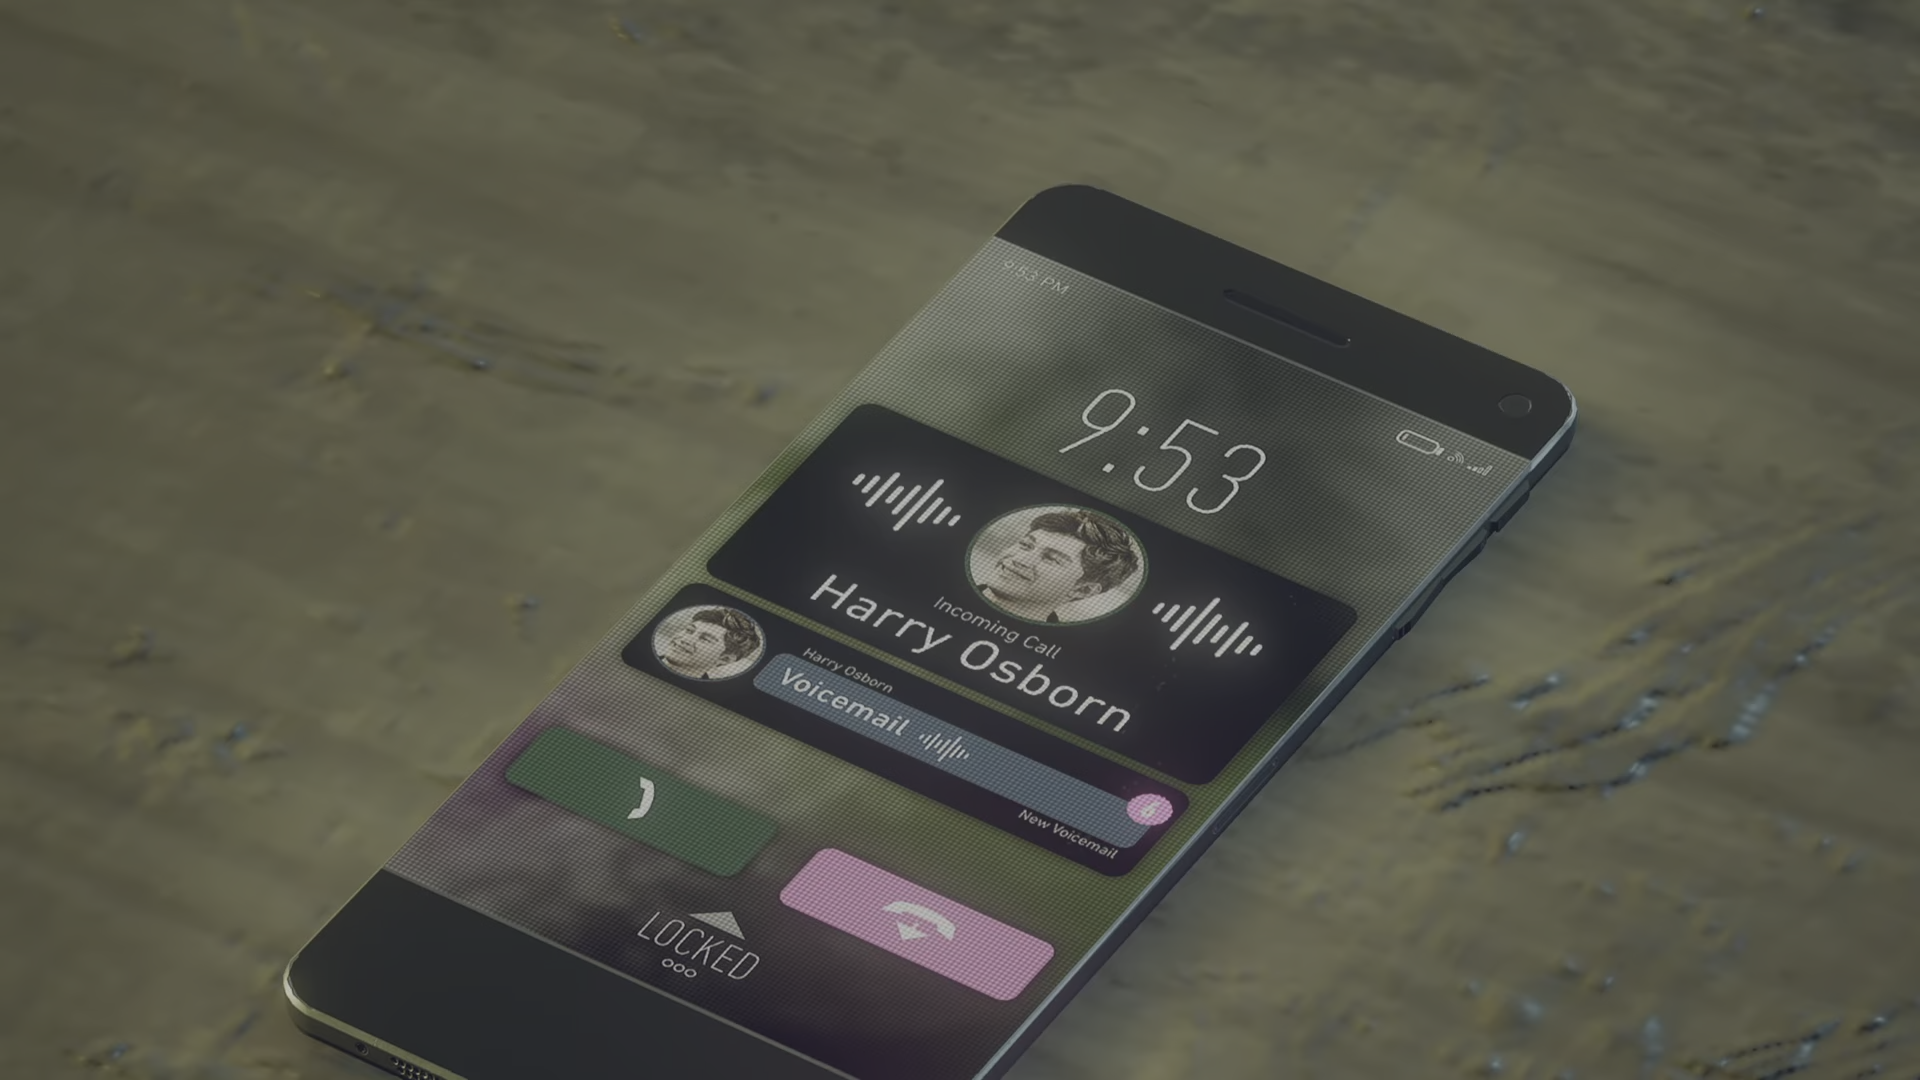 9:53 PM
9:53
Incoming Call
Harry Osborn
Harry Osborn
Voicemail
New Voicemail
LOCKED